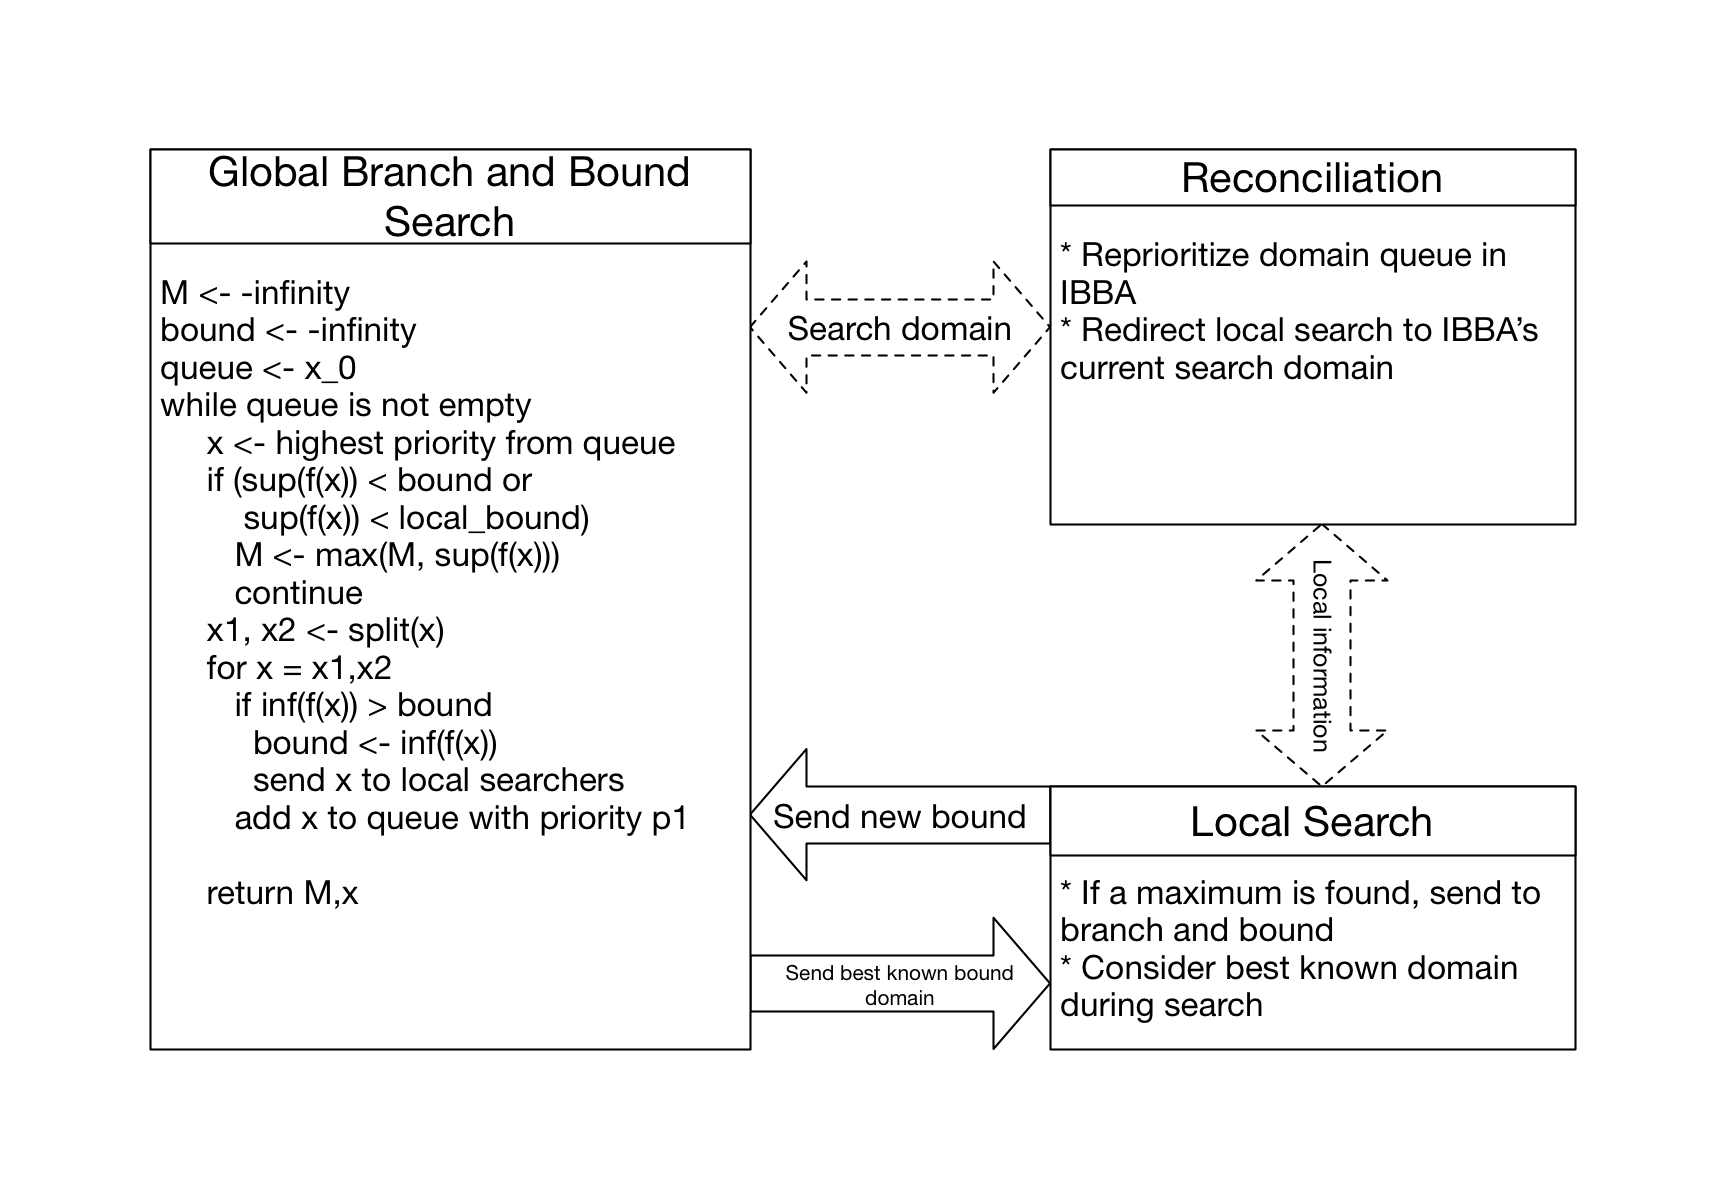 Global Branch and Bound
Search
M <- -infinity
bound <- -infinity
queue <- x_0
while queue is not empty
x <- highest priority from queue
if (sup(f(x)) < bound or
sup(f(x)) < local_bound)
M <- max(M, sup(f(x)))
continue
x1, x2 <- split(x)
for x = x1,x2
if inf(f(x)) > bound
bound <- inf(f(x))
send x to local searchers
add x to queue with priority p1
return M,x
Search domain
Reconciliation
* Reprioritize domain queue in
IBBA
* Redirect local search to IBBA’s
current search domain
Local information
Send new bound
Send best known bound
domain
Local Search
* If a maximum is found, send to
branch and bound
* Consider best known domain
during search